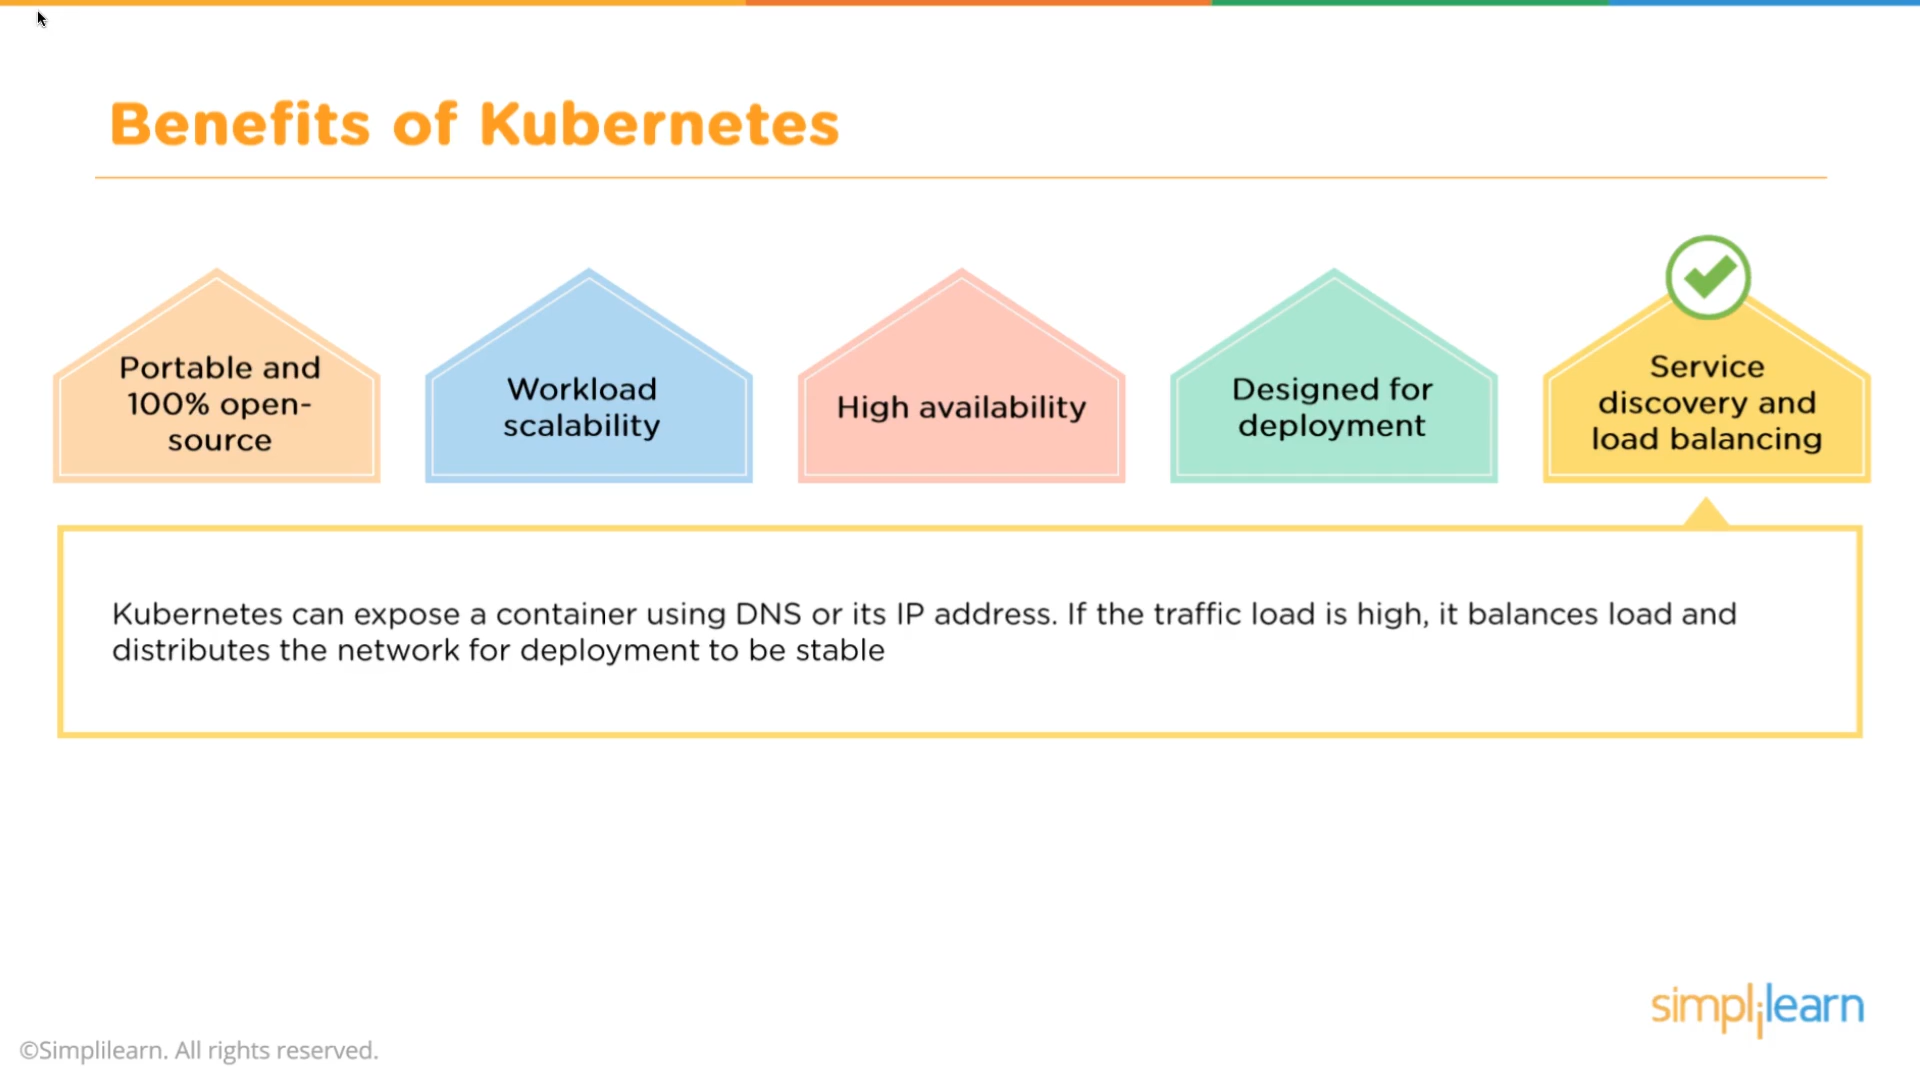 Benefits of Kubernetes
Portable and
100% open-
source
Workload
scalability
High availability
Designed for
deployment
Service
discovery and
load balancing
Kubernetes can expose a container using DNS or its IP address. If the traffic load is high, it balances load and
distributes the network for deployment to be stable
simplilearn
©Simplilearn. All rights reserved.